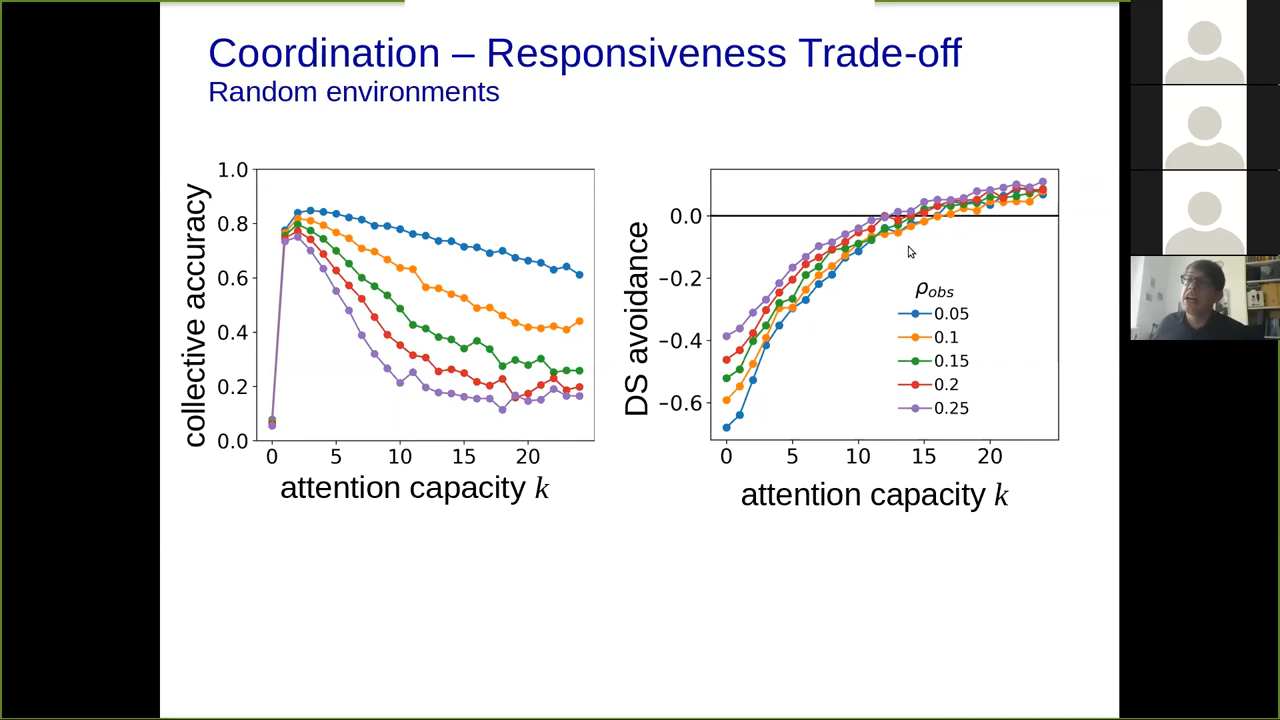 Coordination – Responsiveness Trade-off
Random environments
collective accuracy
1.0
0.8
0.6
0.4
0.2
0.0
0 5 10 15 20
attention capacity k
DS avoidance
0.0
−0.2
−0.4
−0.6
0 5 10 15 20
attention capacity k
ρobs
0.05
0.1
0.15
0.2
0.25